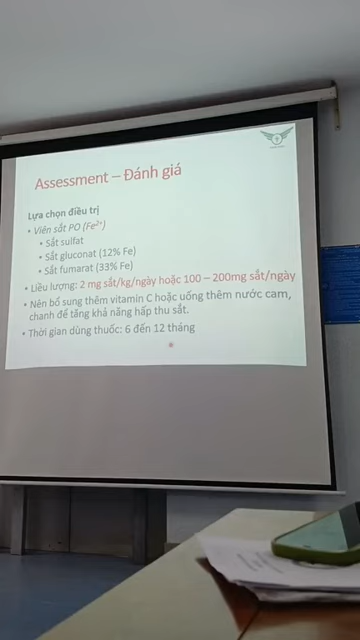 Assessment – Đánh giá
Lựa chọn điều trị
• Viên sắt PO (Fe²⁺)
• Sắt sulfat
• Sắt gluconat (12% Fe)
• Sắt fumarat (33% Fe)
• Liều lượng: 2 mg sắt/kg/ngày hoặc 100 – 200mg sắt/ngày
• Nên bổ sung thêm vitamin C hoặc uống thêm nước cam,
chanh để tăng khả năng hấp thu sắt.
• Thời gian dùng thuốc: 6 đến 12 tháng